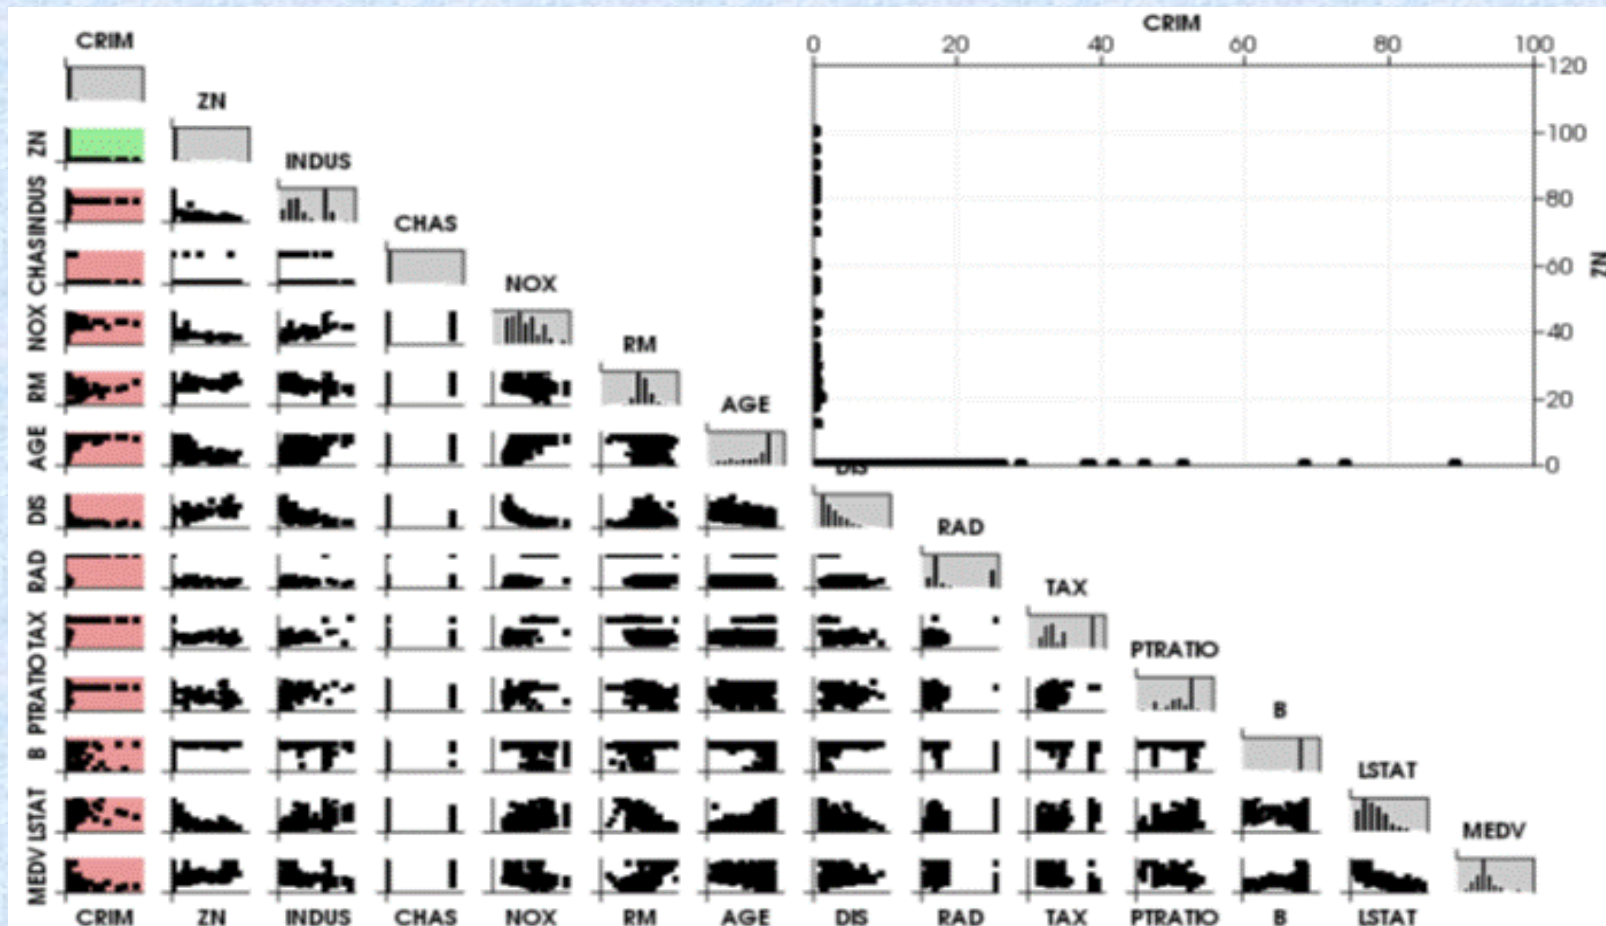 CRIM
CRIM
0 20 40 60 80 100
120
ZN
ZN
100
INDUS
INDUS
80
CHAS
CHAS
60
ZN
NOX
NOX
40
RM
RM
20
AGE
AGE
0
DIS
DIS
RAD
RAD
TAX
TAX
PTRATIO
PTRATIO
B
B
LSTAT
LSTAT
MEDV
MEDV
CRIM ZN INDUS CHAS NOX RM AGE DIS RAD TAX PTRATIO B LSTAT